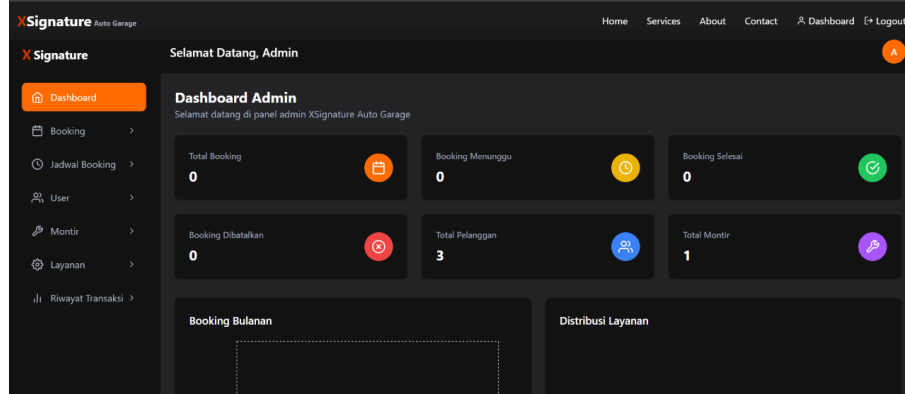 XSignature Auto Garage Home Services About Contact Dashboard Logout
X Signature
Selamat Datang, Admin
A
Dashboard
Booking
Jadwal Booking
User
Montir
Layanan
Riwayat Transaksi
Dashboard Admin
Selamat datang di panel admin XSignature Auto Garage
Total Booking
0
Booking Menunggu
0
Booking Selesai
0
Booking Dibatalkan
0
Total Pelanggan
3
Total Montir
1
Booking Bulanan
Distribusi Layanan